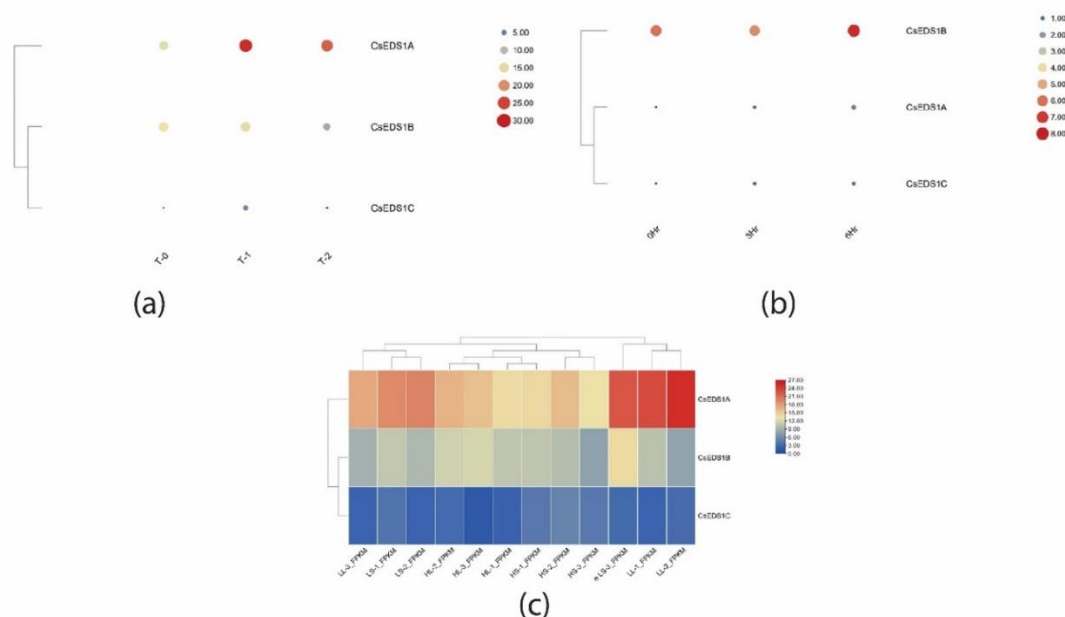 CsEDS1A
CsEDS1B
CsEDS1C
T-0
T-1
T-2
5.00
10.00
15.00
20.00
25.00
30.00
(a)
CsEDS1B
CsEDS1A
CsEDS1C
0Hr
3Hr
6Hr
1.00
2.00
3.00
4.00
5.00
6.00
7.00
8.00
(b)
CsEDS1A
CsEDS1B
CsEDS1C
LL-3_FPKM
LS-1_FPKM
LS-2_FPKM
HL-2_FPKM
HL-3_FPKM
HL-1_FPKM
HS-1_FPKM
HS-2_FPKM
HS-3_FPKM
e LS-3_FPKM
LL-1_FPKM
LL-2_FPKM
27.00
24.00
21.00
18.00
15.00
12.00
9.00
6.00
3.00
0.00
(c)